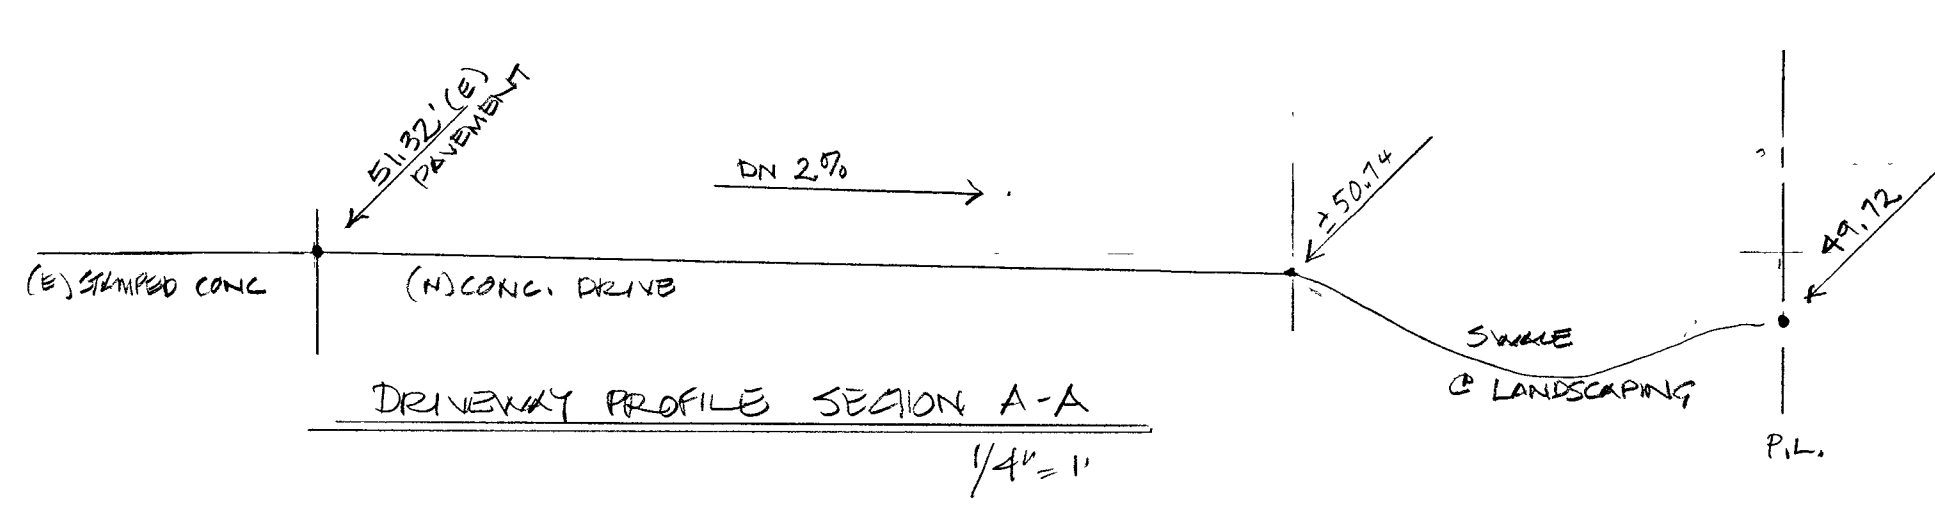 51.32' (E)
PAVEMENT
DN 2%
±50.74
49.72
(E) STAMPED CONC
(N) CONC. DRIVE
SWALE
@ LANDSCAPING
DRIVEWAY PROFILE SECTION A-A
1/4" = 1'
P.L.